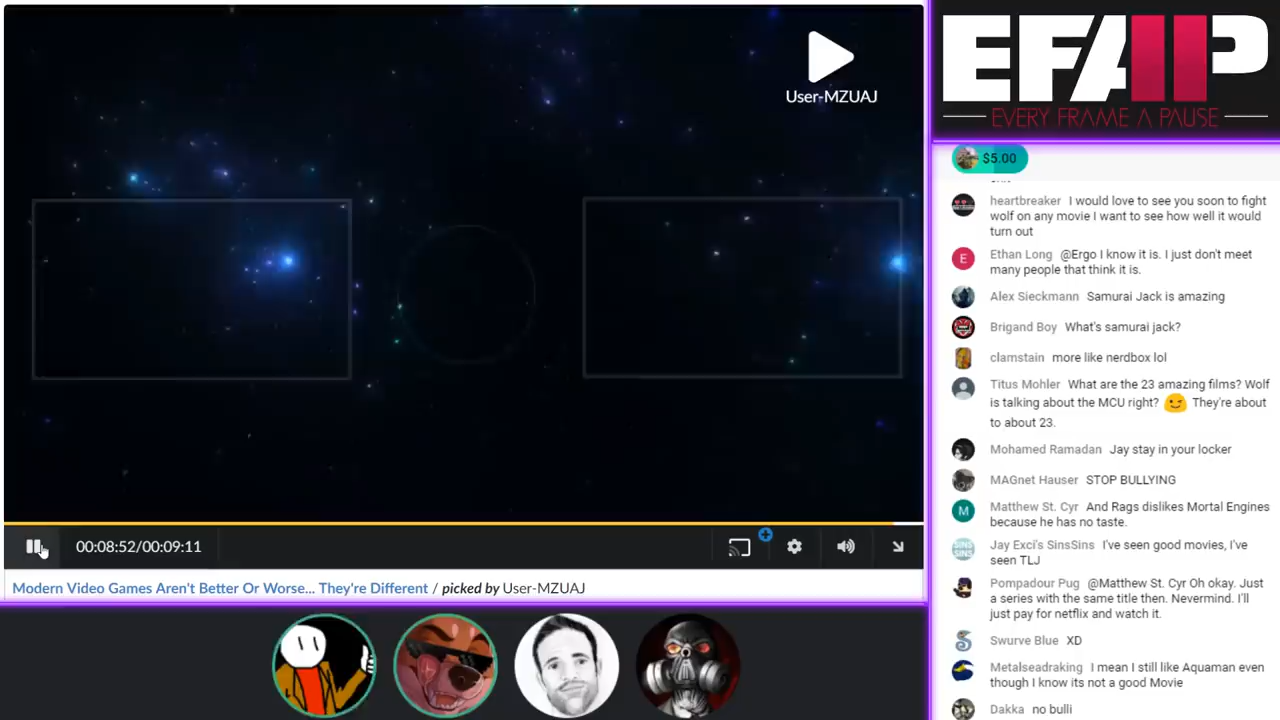 User-MZUAJ
00:08:52/00:09:11
Modern Video Games Aren't Better Or Worse... They're Different / picked by User-MZUAJ
EFAP
EVERY FRAME A PAUSE
$5.00
heartbreaker I would love to see you soon to fight
wolf on any movie I want to see how well it would
turn out
E
Ethan Long @Ergo I know it is. I just don't meet
many people that think it is.
Alex Sieckmann Samurai Jack is amazing
Brigand Boy What's samurai jack?
clamstain more like nerdbox lol
Titus Mohler What are the 23 amazing films? Wolf
is talking about the MCU right? 😉 They're about
to about 23.
Mohamed Ramadan Jay stay in your locker
MAGnet Hauser STOP BULLYING
M
Matthew St. Cyr And Rags dislikes Mortal Engines
because he has no taste.
SINS
SINS
Jay Exci's SinsSins I've seen good movies, I've
seen TLJ
Pompadour Pug @Matthew St. Cyr Oh okay. Just
a series with the same title then. Nevermind. I'll
just pay for netflix and watch it.
Swurve Blue XD
Metalseadraking I mean I still like Aquaman even
though I know its not a good Movie
Dakka no bulli